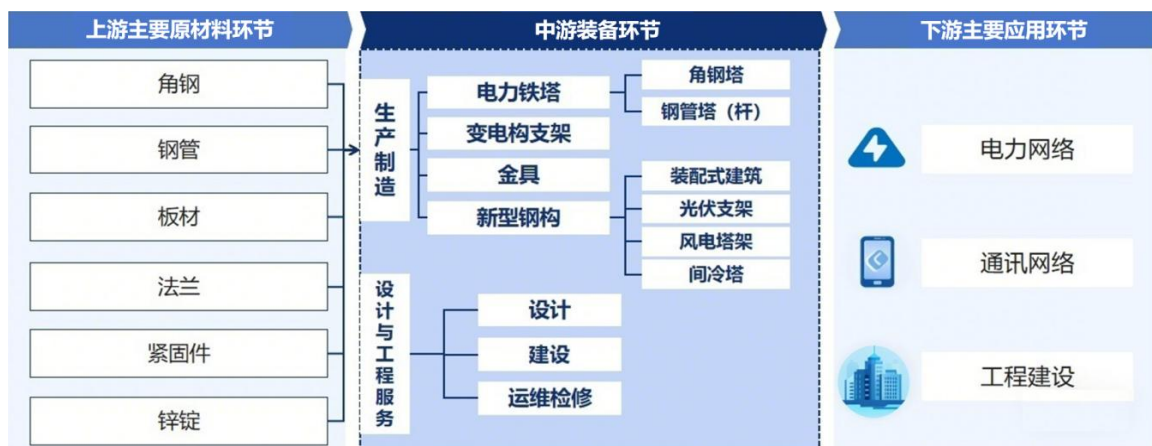 上游主要原材料环节
中游装备环节
下游主要应用环节
角钢
钢管
板材
法兰
紧固件
锌锭
生产制造
电力铁塔
角钢塔
钢管塔（杆）
变电构支架
金具
新型钢构
装配式建筑
光伏支架
风电塔架
间冷塔
设计与工程服务
设计
建设
运维检修
电力网络
通讯网络
工程建设